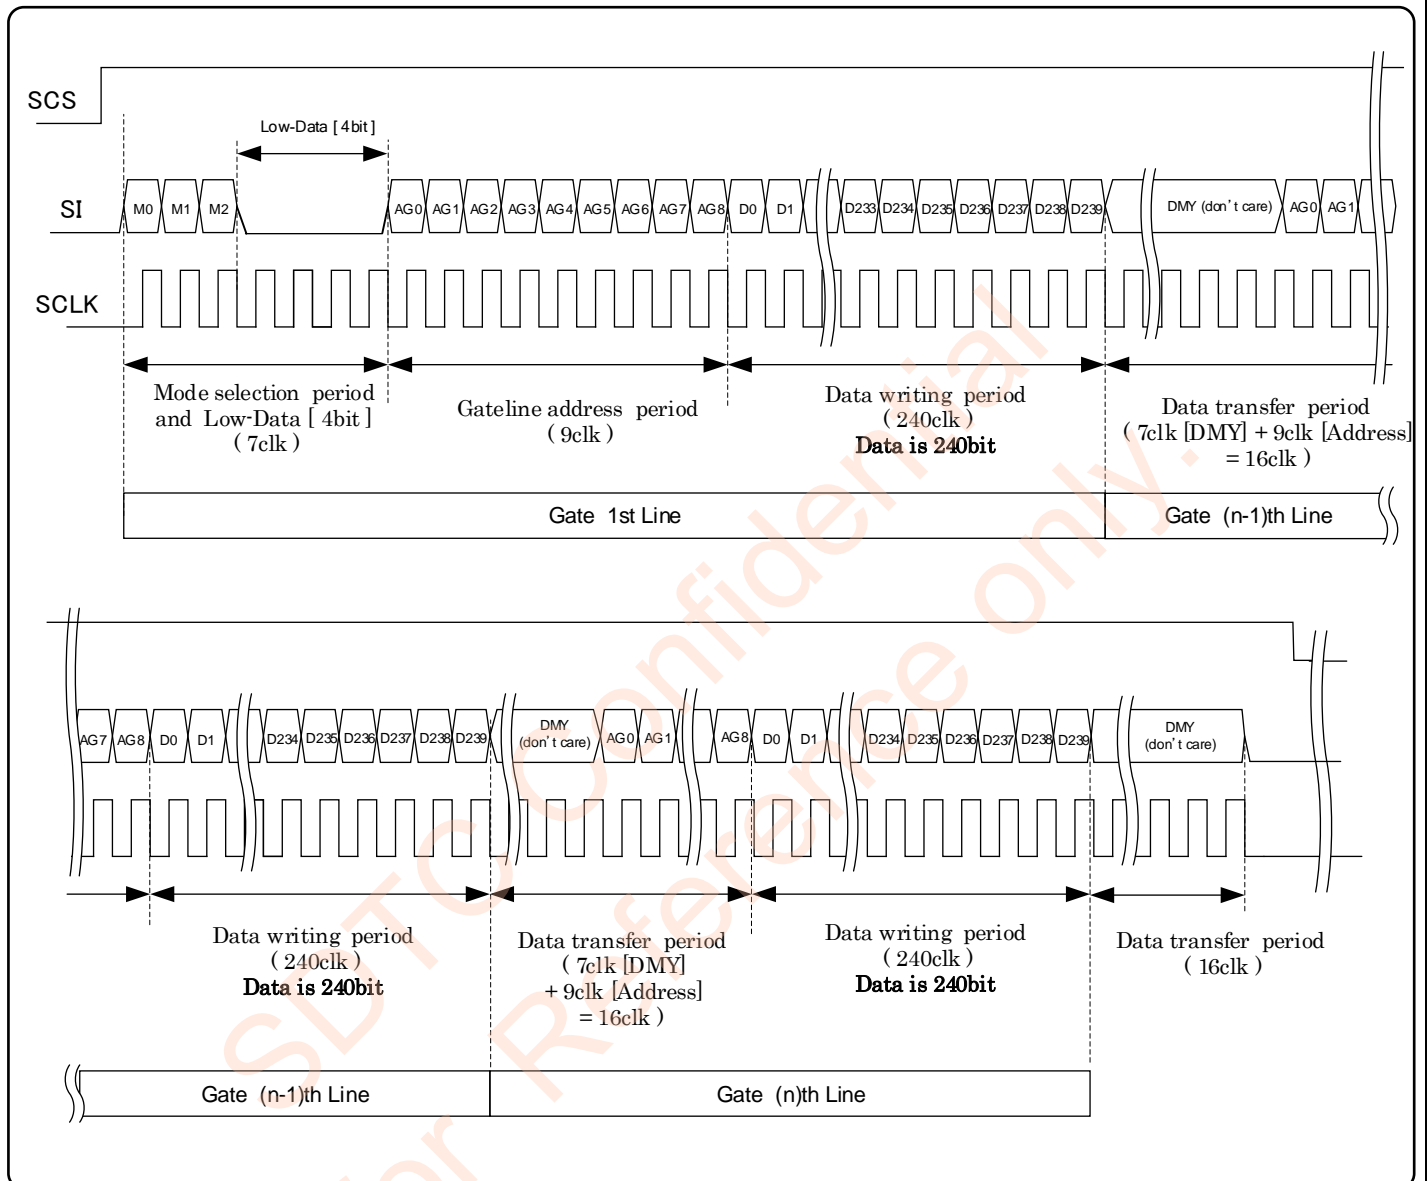 SCS
Low-Data [ 4bit ]
SI M0 M1 M2 AG0 AG1 AG2 AG3 AG4 AG5 AG6 AG7 AG8 D0 D1 D233 D234 D235 D236 D237 D238 D239 DMY (don't care) AG0 AG1
SCLK
Mode selection period
and Low-Data [ 4bit ]
( 7clk )
Gateline address period
( 9clk )
Data writing period
( 240clk )
Data is 240bit
Data transfer period
( 7clk [DMY] + 9clk [Address]
= 16clk )
Gate 1st Line
Gate (n-1)th Line
AG7 AG8 D0 D1 D234 D235 D236 D237 D238 D239 DMY
(don't care) AG0 AG1 AG8 D0 D1 D234 D235 D236 D237 D238 D239 DMY
(don't care)
Data writing period
( 240clk )
Data is 240bit
Data transfer period
( 7clk [DMY]
+ 9clk [Address]
= 16clk )
Data writing period
( 240clk )
Data is 240bit
Data transfer period
( 16clk )
Gate (n-1)th Line
Gate (n)th Line
SDTC Confidential
For Reference only.